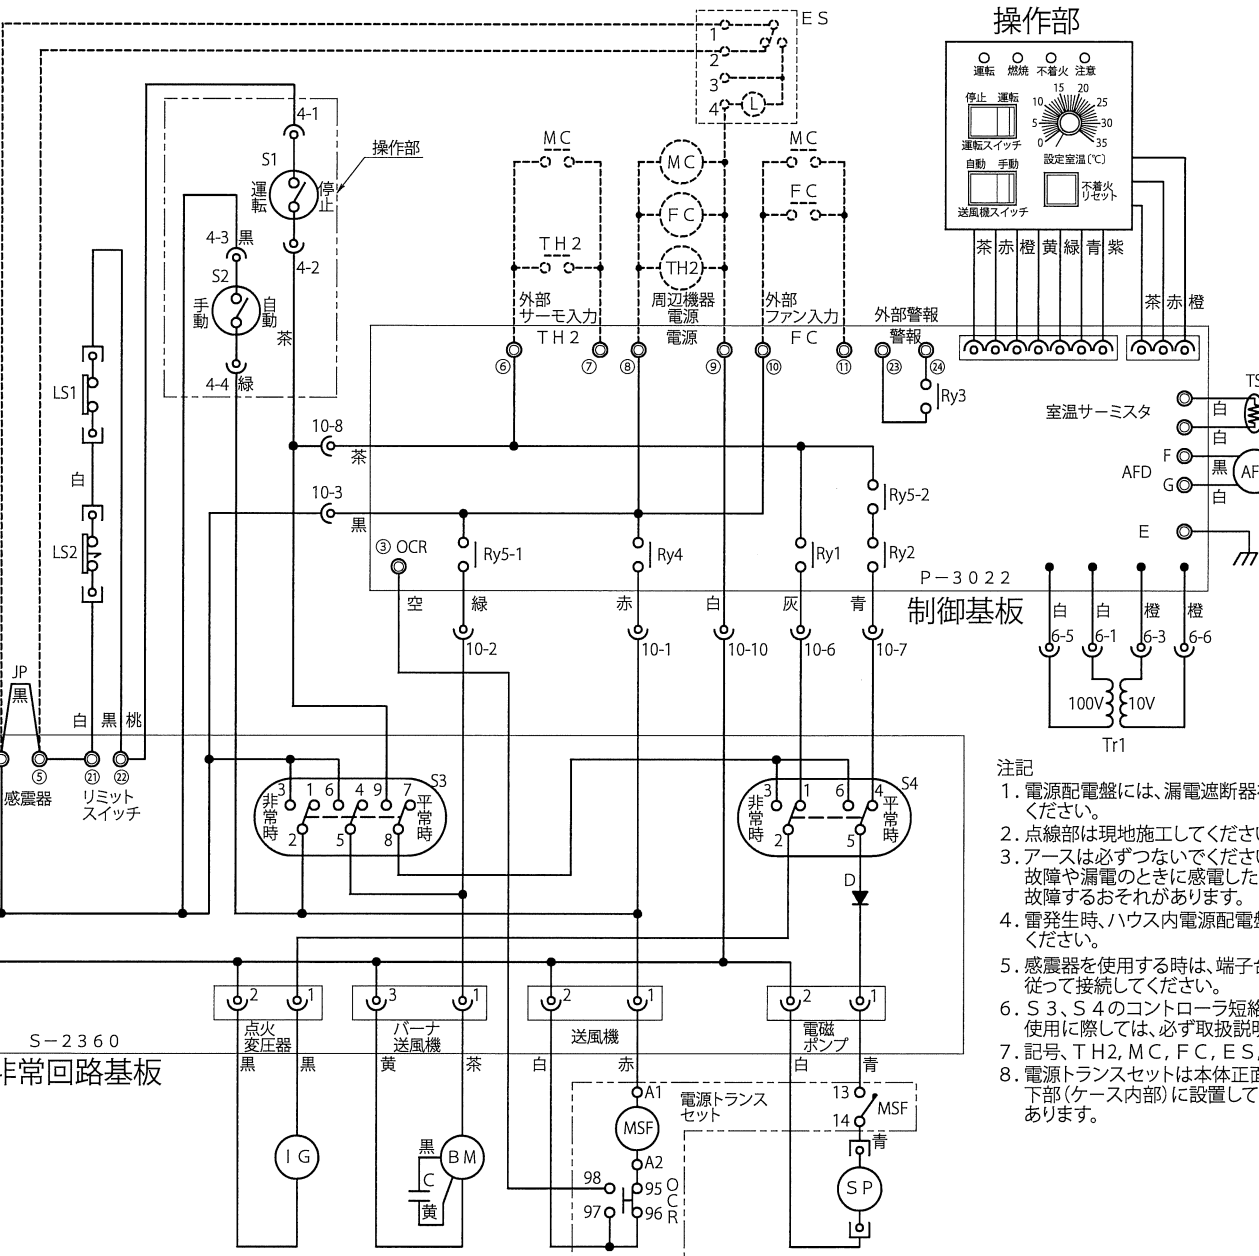 ES
1
2
3
4
L
操作部
運転 燃焼 不着火 注意
停止 運転
運転スイッチ
自動 手動
送風機スイッチ
0 5 10 15 20 25 30 35
設定室温(℃)
不着火
リセット
茶 赤 橙 黄 緑 青 紫
茶 赤 橙
4-1
S1
運転
停止
操作部
4-2
4-3 黒
S2
手動
自動
茶
4-4 緑
MC
TH2
MC
FC
TH2
MC
FC
外部
サーモ入力
TH2
周辺機器
電源
電源
外部
ファン入力
FC
外部警報
警報
⑥ ⑦ ⑧ ⑨ ⑩ ⑪ ㉓ ㉔
Ry3
室温サーミスタ
白
白
TS
AFD
F
G
黒
白
AF
E
LS1
白
LS2
10-8
茶
10-3
黒
③ OCR
Ry5-1
Ry4
Ry1
Ry5-2
Ry2
P-3022
制御基板
空 緑 赤 白 灰 青
10-2 10-1 10-10 10-6 10-7
白 白 橙 橙
6-5 6-1 6-3 6-6
100V 10V
Tr1
JP
黒
白 黒 桃
⑤ ㉑ ㉒
感震器
リミット
スイッチ
S3
非常時
3 1 6 4 9 7
2 5 8
平常時
S4
非常時
3 1 6 4
2 5
平常時
D
2 1
点火
変圧器
3 1
バーナ
送風機
2 1
送風機
2 1
電磁
ポンプ
S-2360
非常回路基板
黒 黒 黄 茶 白 赤 白 青
IG
BM
黒
C
黄
電源トランス
セット
A1
MSF
A2
98 95
97 96
OCR
13
14
MSF
青
SP
注記
1. 電源配電盤には、漏電遮断器
ください。
2. 点線部は現地施工してください
3. アースは必ずつないでください
故障や漏電のときに感電した
故障するおそれがあります。
4. 雷発生時、ハウス内電源配電盤
ください。
5. 感震器を使用する時は、端子台
従って接続してください。
6. S3、S4のコントローラ短絡
使用に際しては、必ず取扱説明
7. 記号、TH2, MC, FC, ES,
8. 電源トランスセットは本体正面
下部(ケース内部)に設置して
あります。